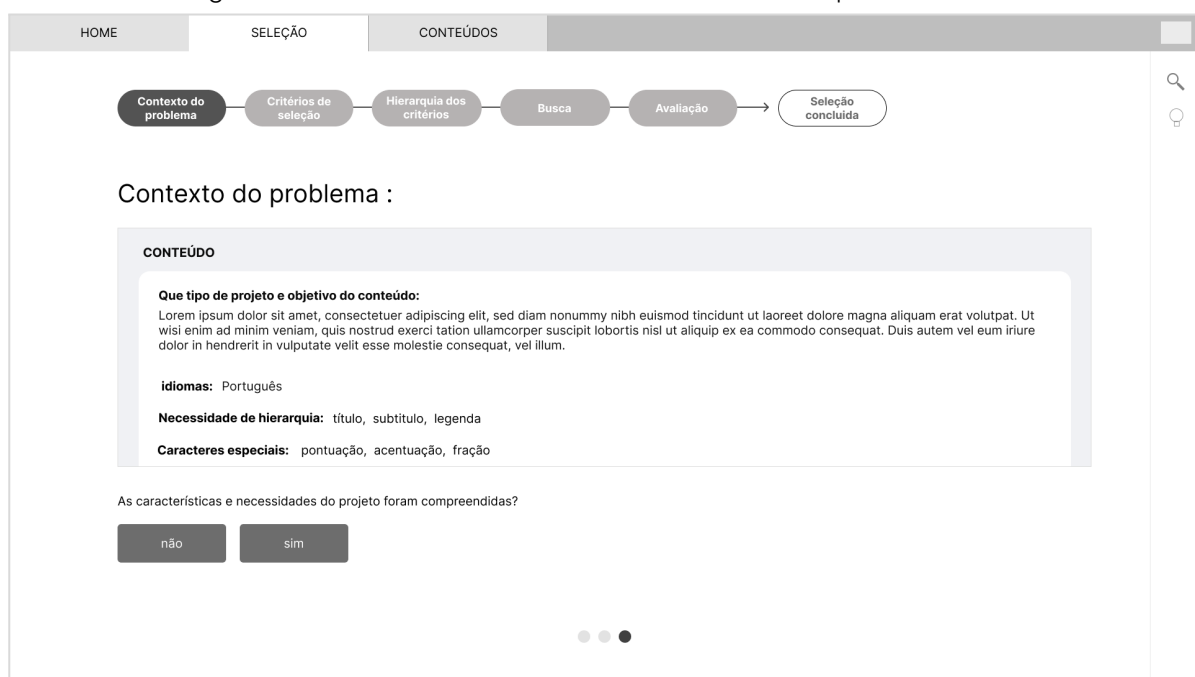 HOME
SELEÇÃO
CONTEÚDOS
Contexto do
problema
Critérios de
seleção
Hierarquia dos
critérios
Busca
Avaliação
Seleção
concluida
Contexto do problema :
CONTEÚDO
Que tipo de projeto e objetivo do conteúdo:
Lorem ipsum dolor sit amet, consectetuer adipiscing elit, sed diam nonummy nibh euismod tincidunt ut laoreet dolore magna aliquam erat volutpat. Ut
wisi enim ad minim veniam, quis nostrud exerci tation ullamcorper suscipit lobortis nisl ut aliquip ex ea commodo consequat. Duis autem vel eum iriure
dolor in hendrerit in vulputate velit esse molestie consequat, vel illum.
idiomas: Português
Necessidade de hierarquia: título, subtitulo, legenda
Caracteres especiais: pontuação, acentuação, fração
As características e necessidades do projeto foram compreendidas?
não
sim